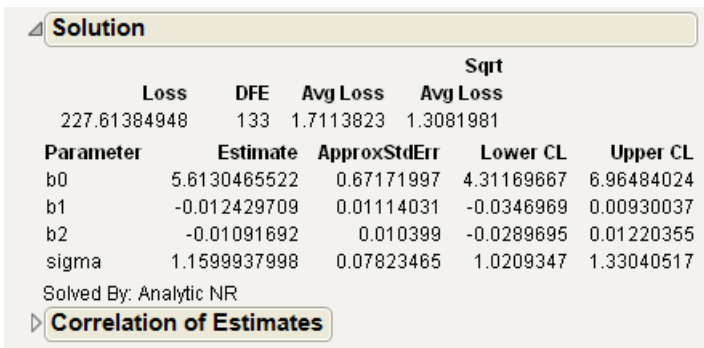 Solution
Sqrt
Loss DFE Avg Loss Avg Loss
227.61384948 133 1.7113823 1.3081981
Parameter Estimate ApproxStdErr Lower CL Upper CL
b0 5.6130465522 0.67171997 4.31169667 6.96484024
b1 -0.012429709 0.01114031 -0.0346969 0.00930037
b2 -0.01091692 0.010399 -0.0289695 0.01220355
sigma 1.1599937998 0.07823465 1.0209347 1.33040517
Solved By: Analytic NR
Correlation of Estimates